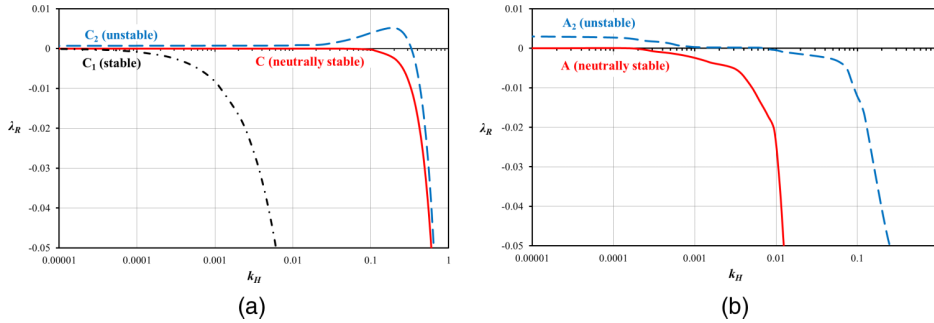 C₂ (unstable)
C₁ (stable)
C (neutrally stable)
0.01
0
-0.01
-0.02
-0.03
-0.04
-0.05
λR
0.00001
0.0001
0.001
0.01
0.1
1
kH
(a)
A₂ (unstable)
A (neutrally stable)
0.01
0
-0.01
-0.02
-0.03
-0.04
-0.05
λR
0.00001
0.0001
0.001
0.01
0.1
kH
(b)